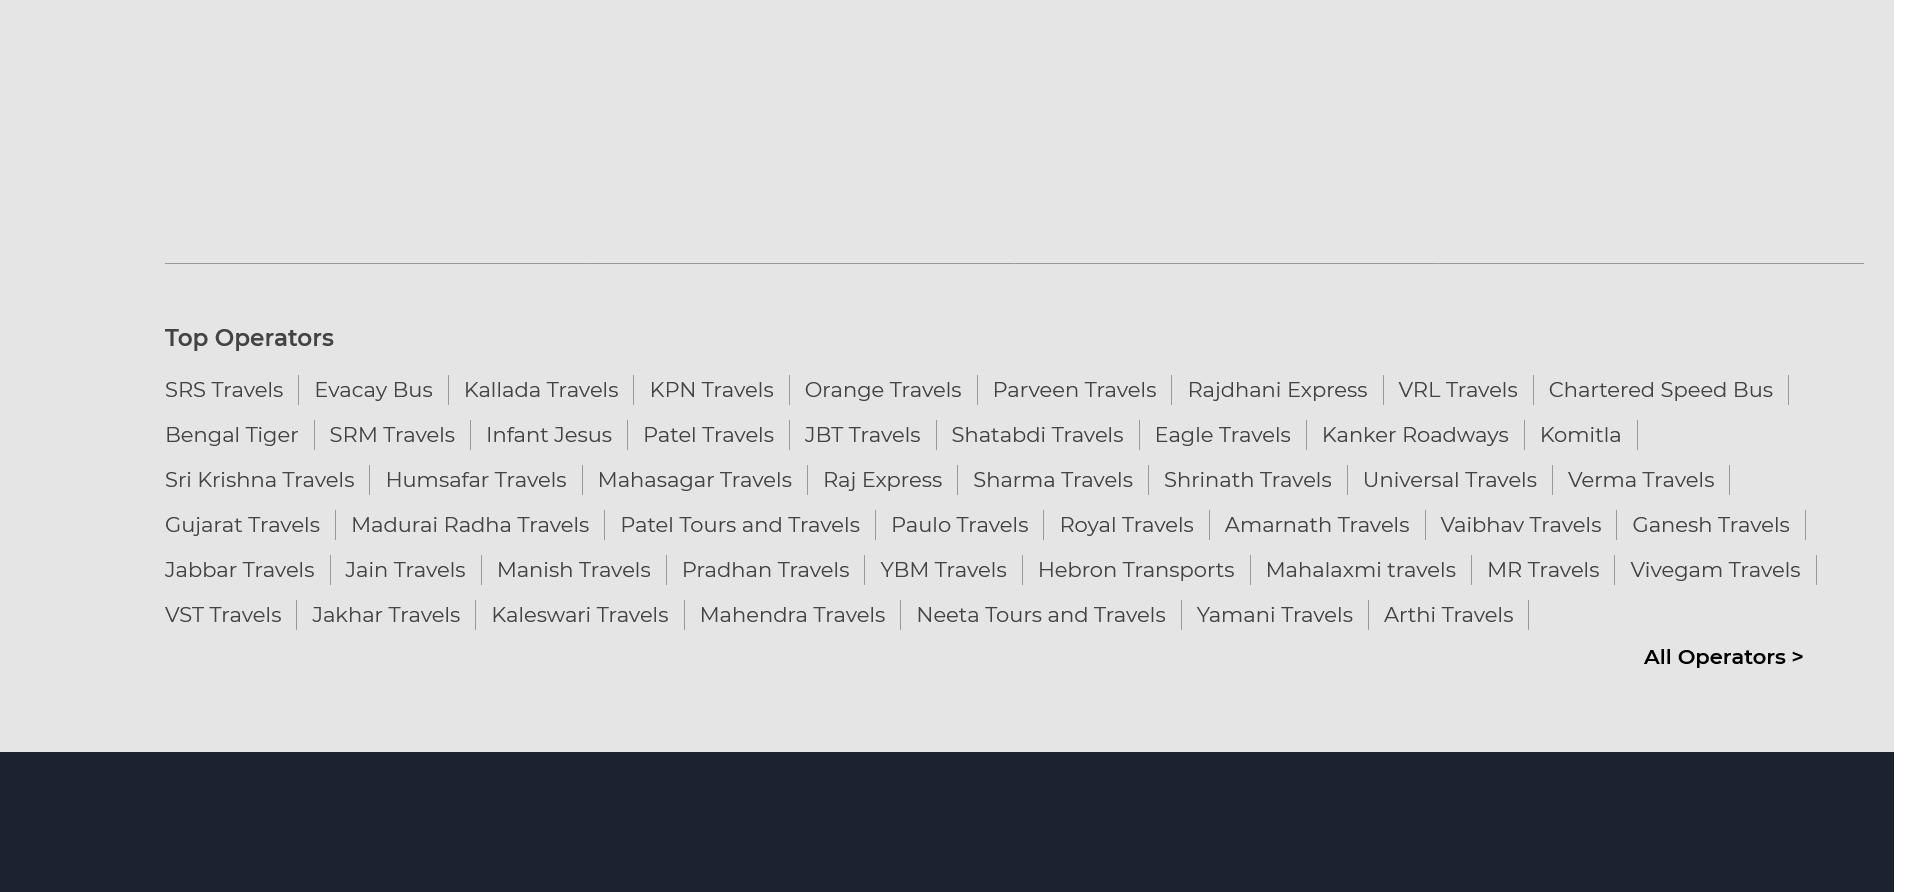 Top Operators
SRS Travels Evacay Bus Kallada Travels KPN Travels Orange Travels Parveen Travels Rajdhani Express VRL Travels Chartered Speed Bus
Bengal Tiger SRM Travels Infant Jesus Patel Travels JBT Travels Shatabdi Travels Eagle Travels Kanker Roadways Komitla
Sri Krishna Travels Humsafar Travels Mahasagar Travels Raj Express Sharma Travels Shrinath Travels Universal Travels Verma Travels
Gujarat Travels Madurai Radha Travels Patel Tours and Travels Paulo Travels Royal Travels Amarnath Travels Vaibhav Travels Ganesh Travels
Jabbar Travels Jain Travels Manish Travels Pradhan Travels YBM Travels Hebron Transports Mahalaxmi travels MR Travels Vivegam Travels
VST Travels Jakhar Travels Kaleswari Travels Mahendra Travels Neeta Tours and Travels Yamani Travels Arthi Travels
All Operators >